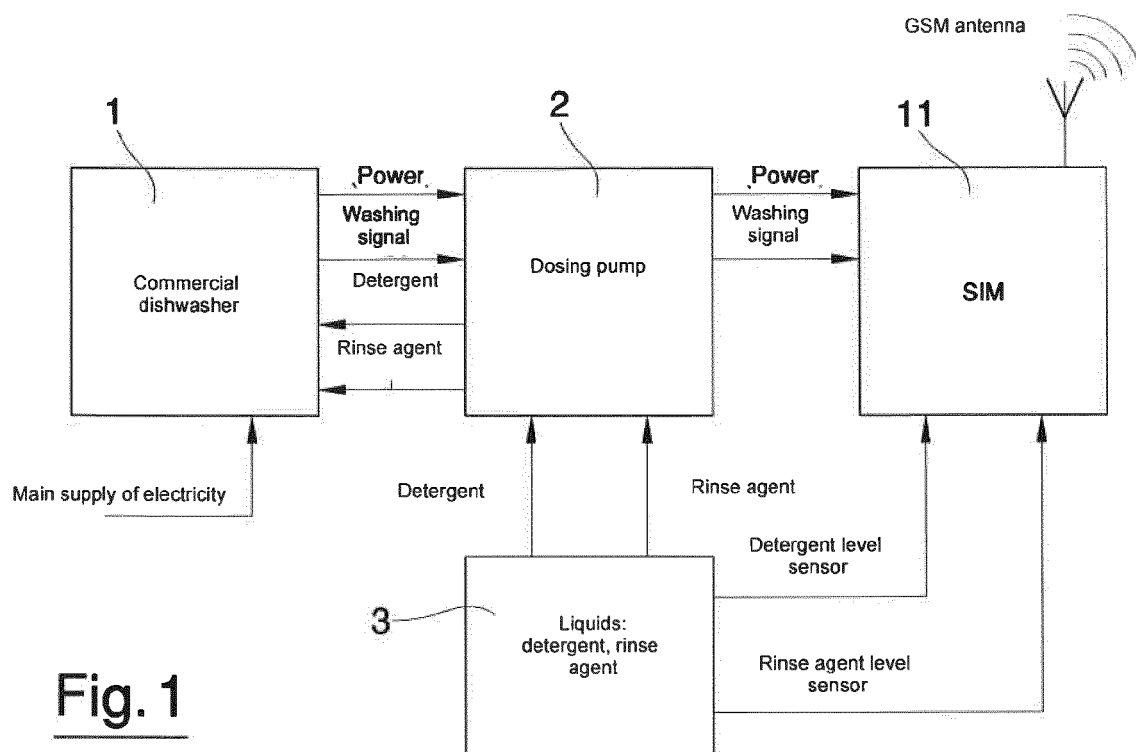 GSM antenna
1
2
11
Power
Washing
signal
Detergent
Rinse agent
Power
Washing
signal
Commercial
dishwasher
Dosing pump
SIM
Main supply of electricity
Detergent
Rinse agent
Detergent level
sensor
3
Liquids:
detergent, rinse
agent
Rinse agent level
sensor
Fig. 1